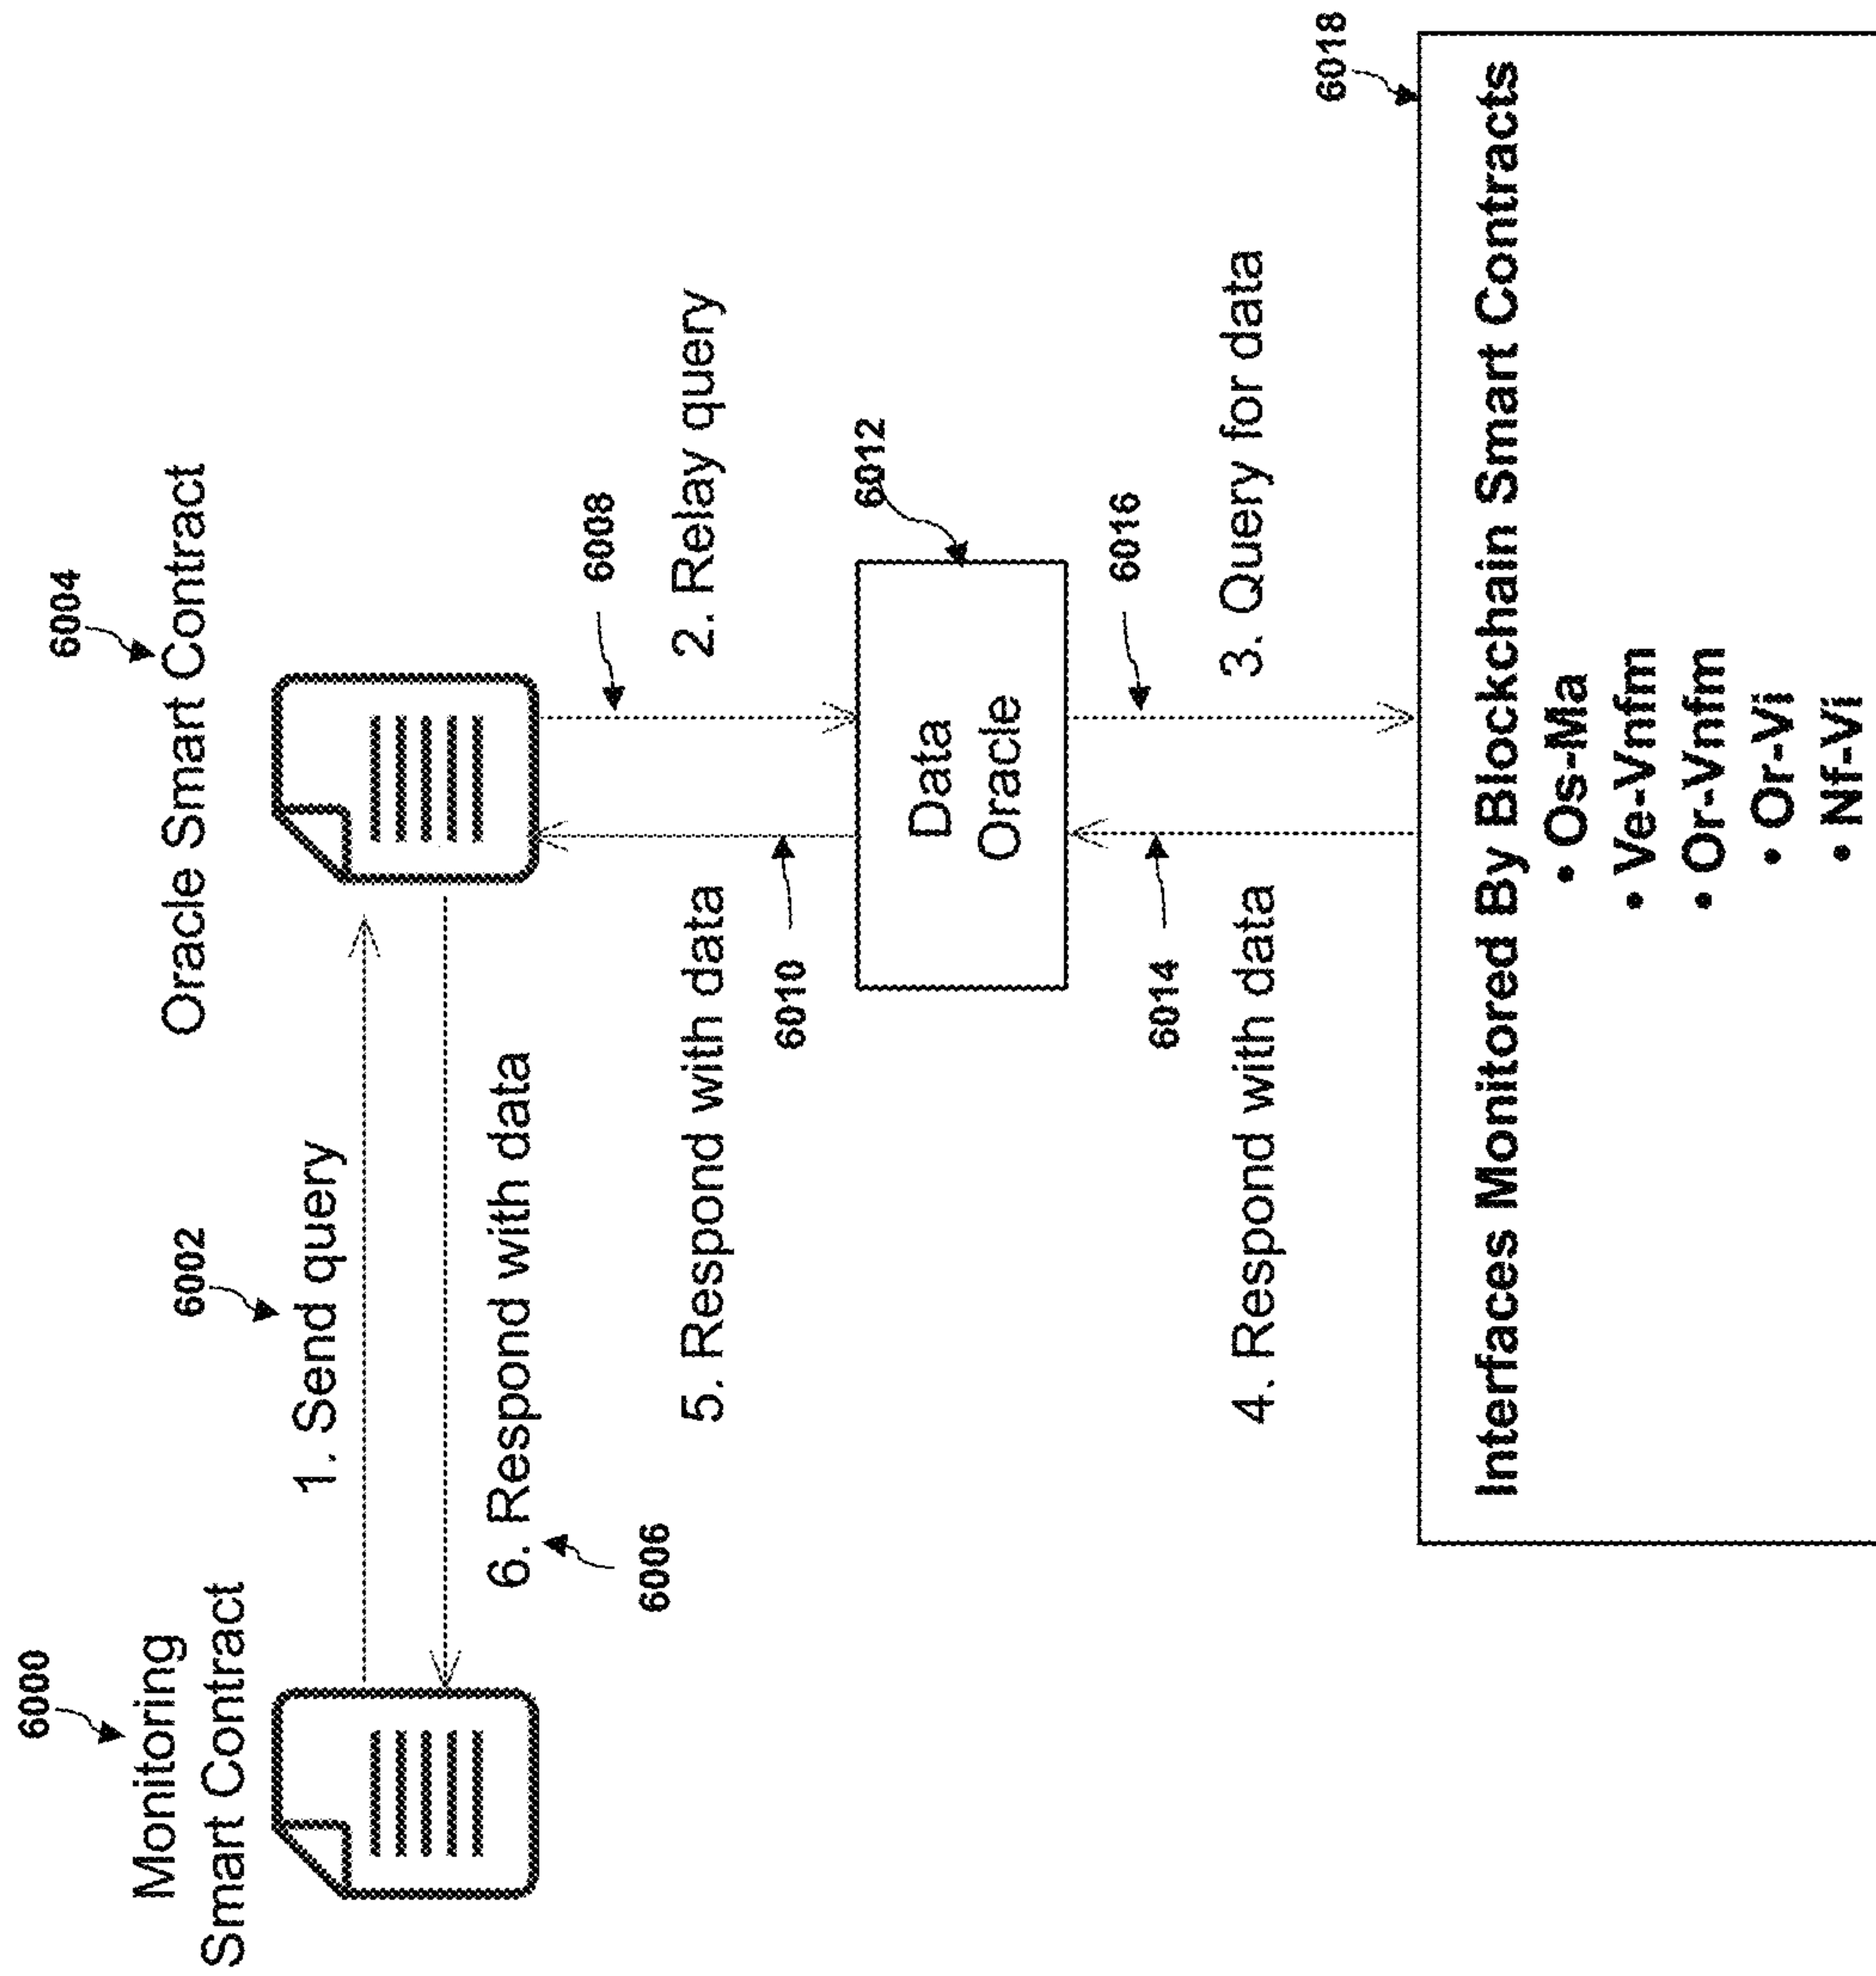 6000
Monitoring
Smart Contract
6002
1. Send query
6. Respond with data
6006
6004
Oracle Smart Contract
6008
2. Relay query
5. Respond with data
6010
6012
Data
Oracle
6016
3. Query for data
6014
4. Respond with data
6018
Interfaces Monitored By Blockchain Smart Contracts
• Os-Ma
• Ve-Vnfm
• Or-Vnfm
• Or-Vi
• Nf-Vi